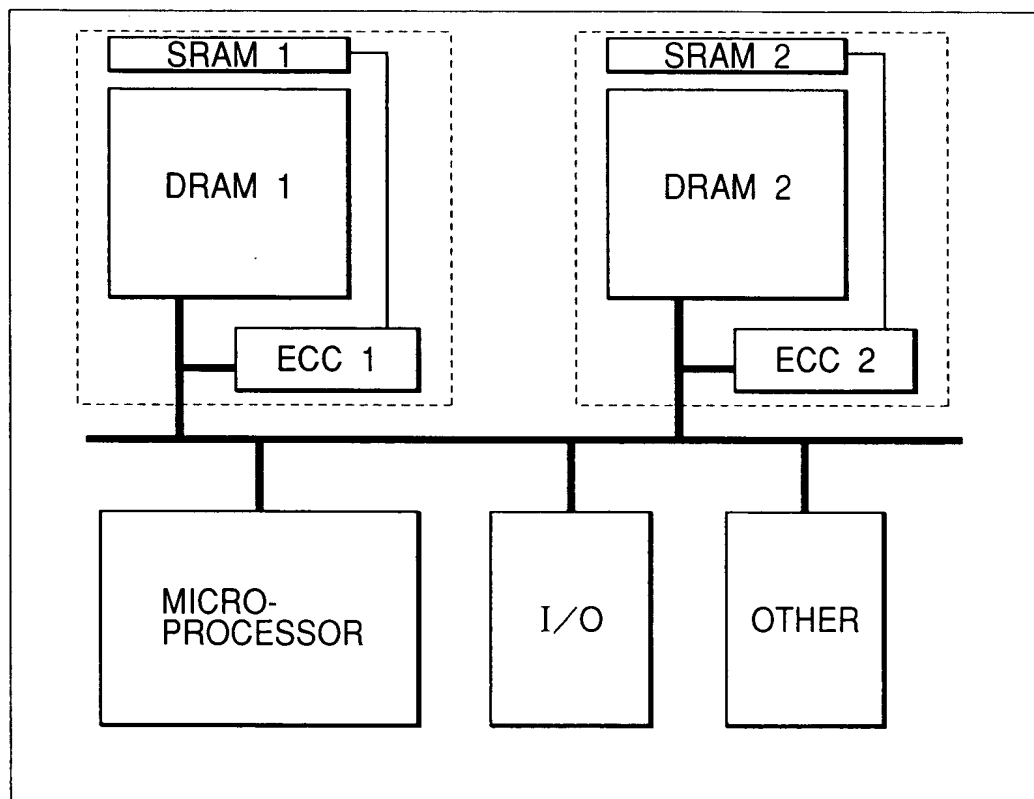 SRAM 1
SRAM 2
DRAM 1
DRAM 2
ECC 1
ECC 2
MICRO-
PROCESSOR
I/O
OTHER